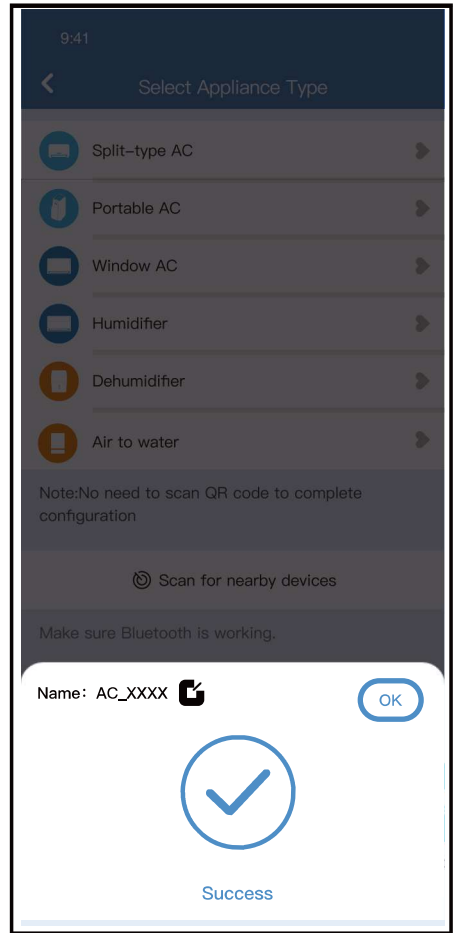 9:41
Select Appliance Type
Split-type AC
Portable AC
Window AC
Humidifier
Dehumidifier
Air to water
Note:No need to scan QR code to complete
configuration
Scan for nearby devices
Make sure Bluetooth is working.
Name: AC_XXXX
OK
Success